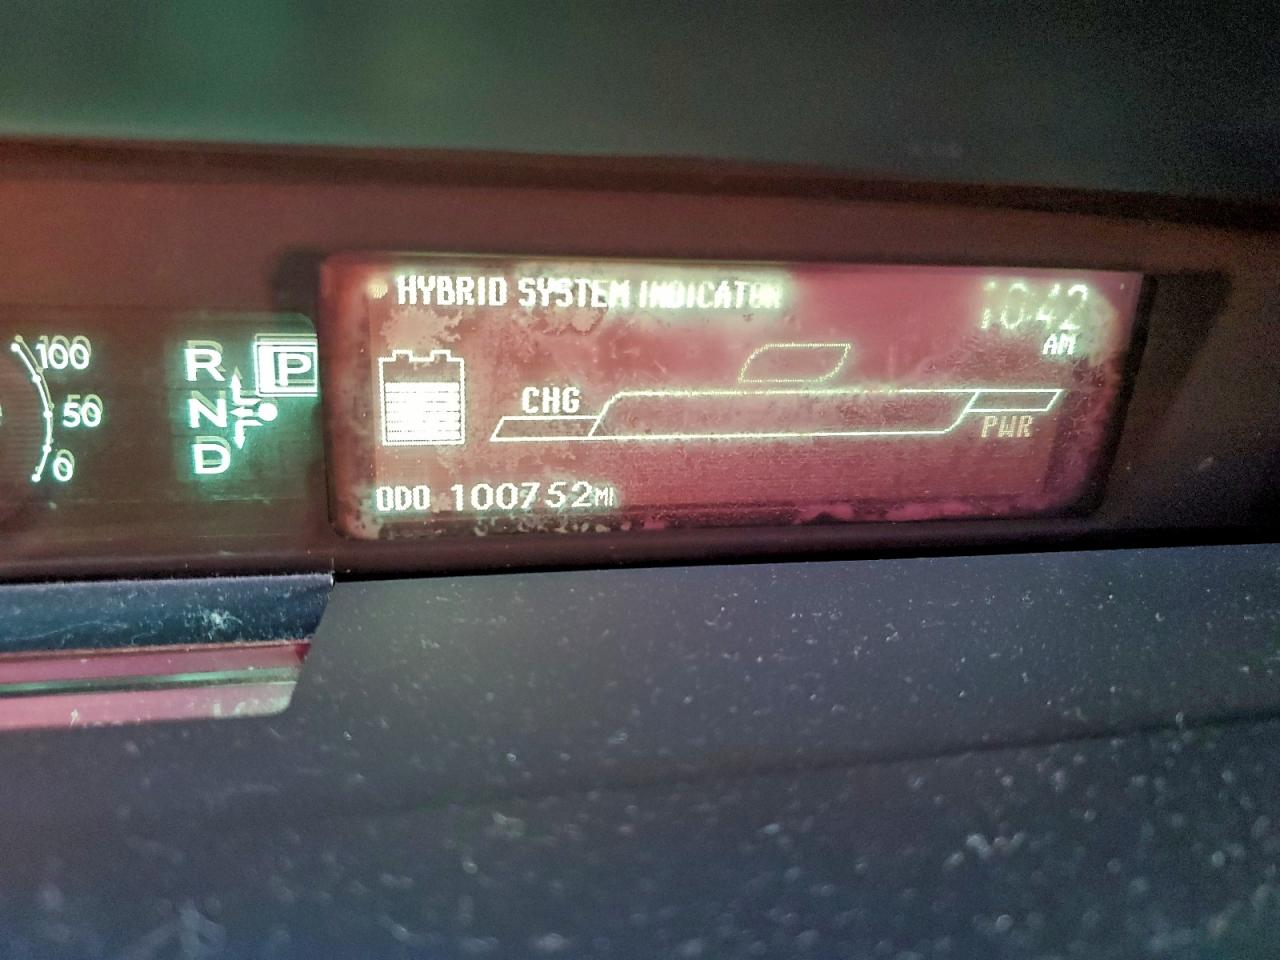 HYBRID SYSTEM INDICATOR
10:42
AM
100
50
0
R
P
N
D
CHG
PWR
ODO 100752MI